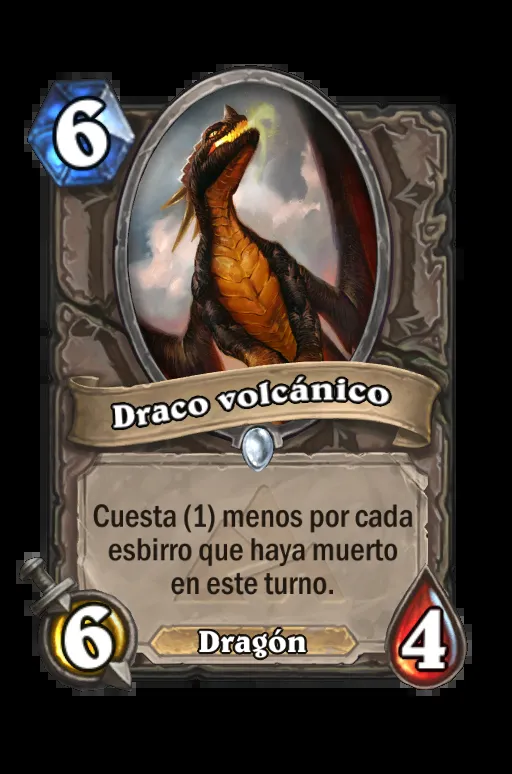 6
Draco volcánico
Cuesta (1) menos por cada
esbirro que haya muerto
en este turno.
6
Dragón
4